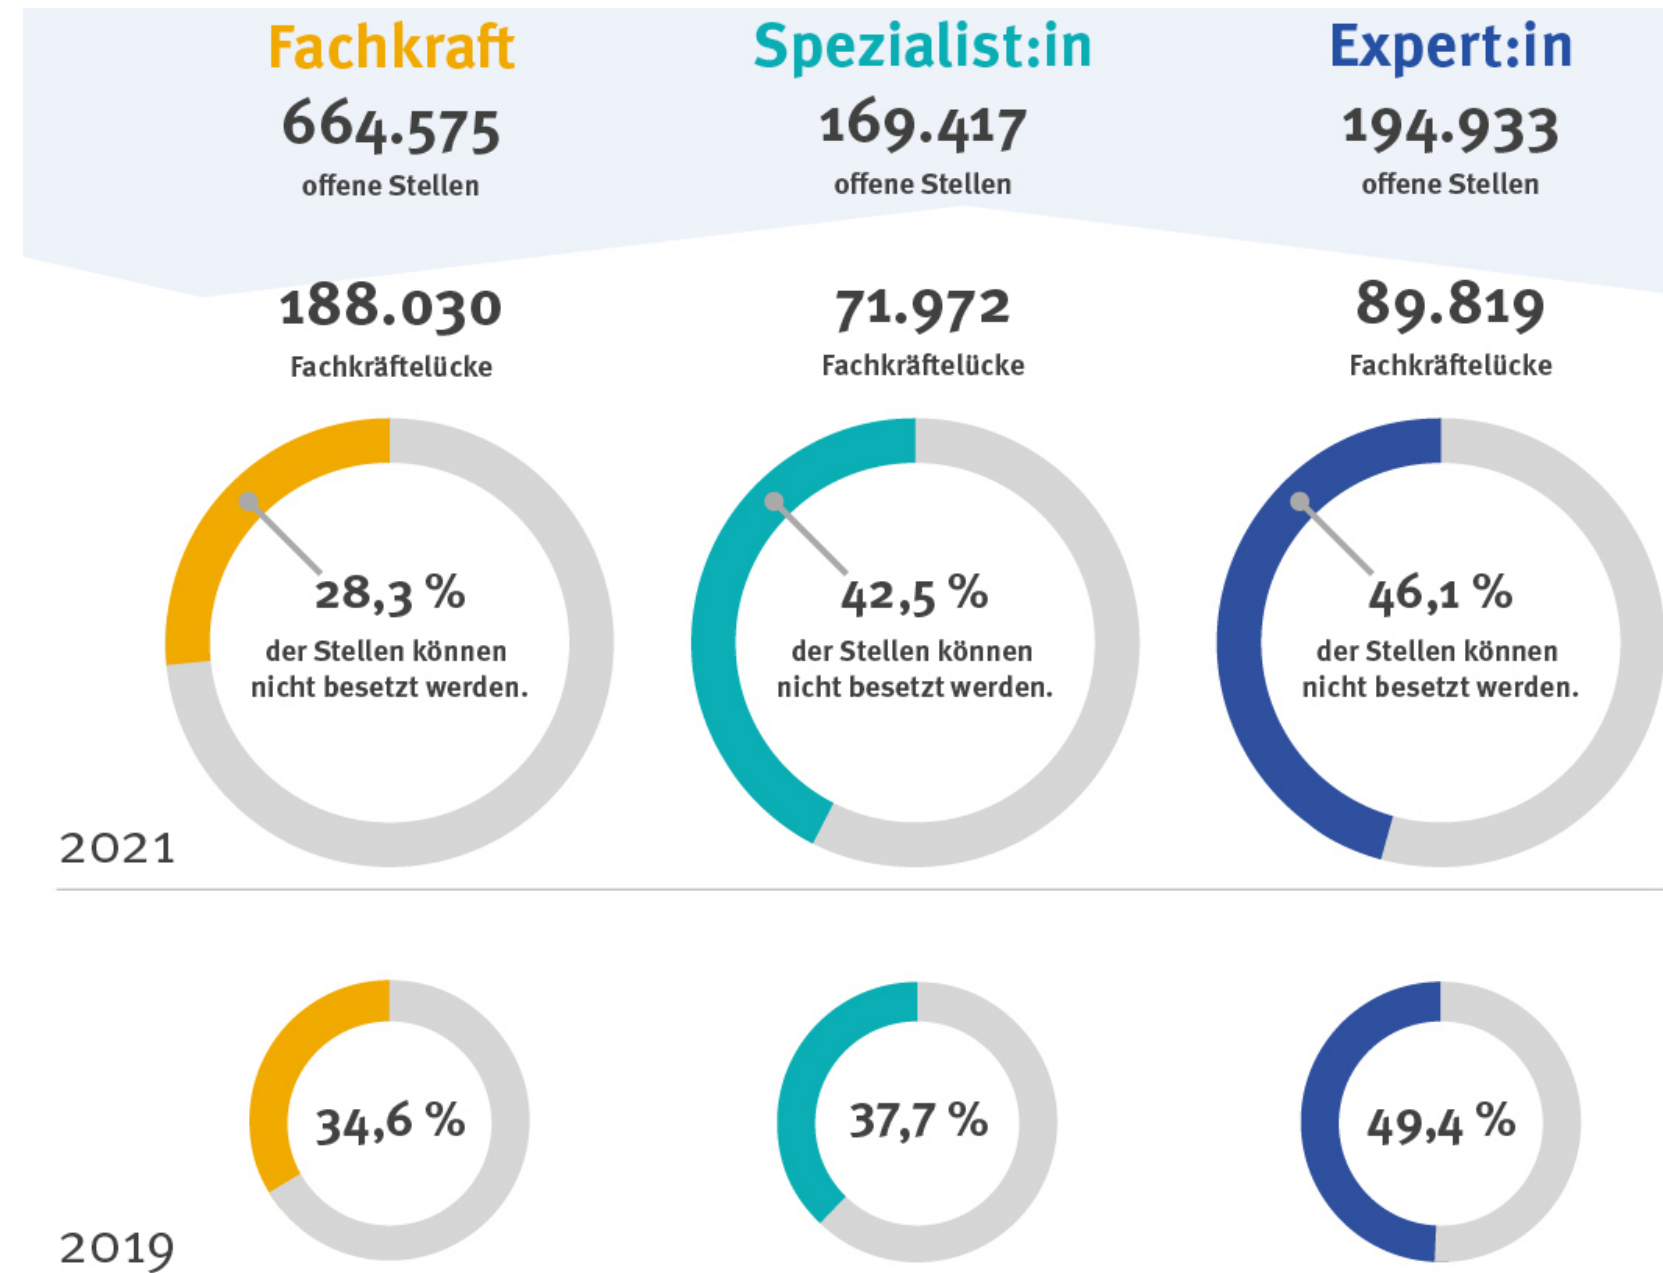 Fachkraft
664.575
offene Stellen
Spezialist:in
169.417
offene Stellen
Expert:in
194.933
offene Stellen
188.030
Fachkräftelücke
71.972
Fachkräftelücke
89.819
Fachkräftelücke
28,3 %
der Stellen können
nicht besetzt werden.
42,5 %
der Stellen können
nicht besetzt werden.
46,1 %
der Stellen können
nicht besetzt werden.
2021
34,6 %
37,7 %
49,4 %
2019